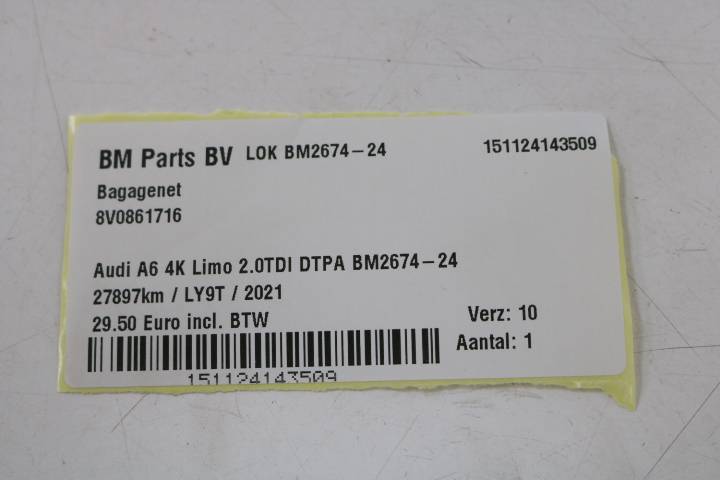 BM Parts BV LOK BM2674-24 151124143509
Bagagenet
8V0861716
Audi A6 4K Limo 2.0TDI DTPA BM2674-24
27897km / LY9T / 2021
29.50 Euro incl. BTW Verz: 10
Aantal: 1
151124143509